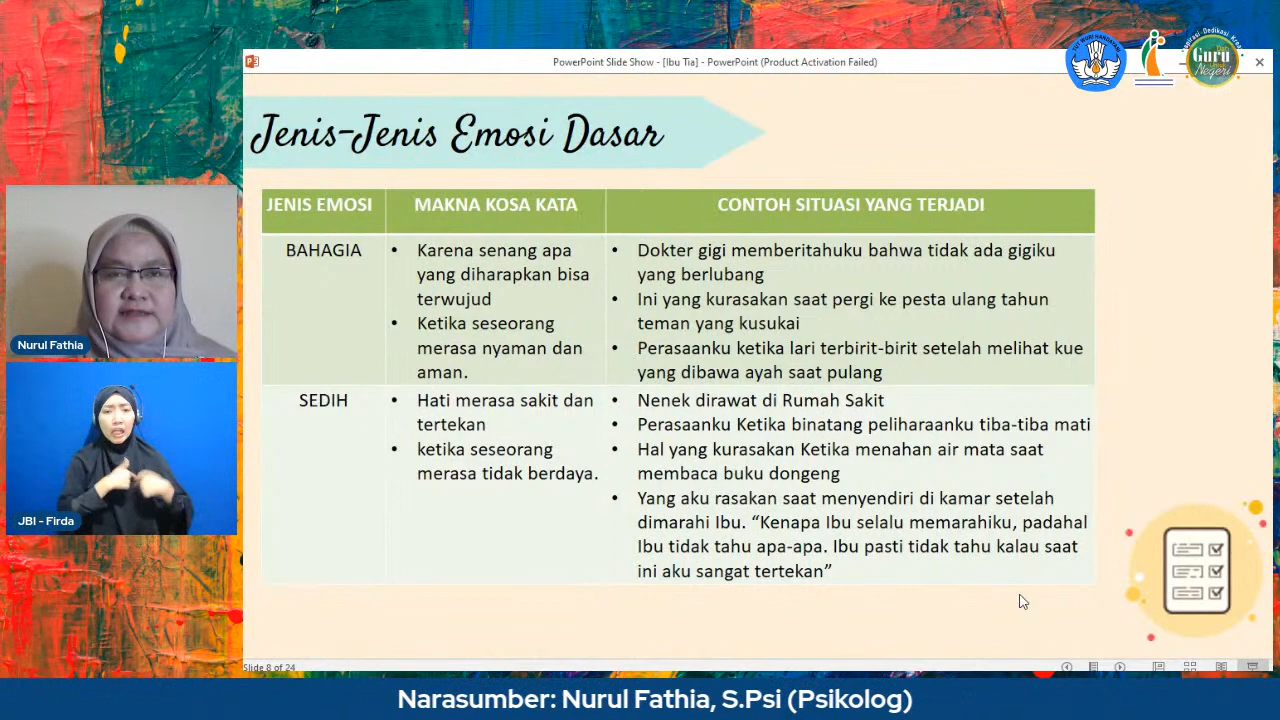 PowerPoint Slide Show - [Ibu Tia] - PowerPoint (Product Activation Failed)
TUT WURI HANDAYANI
Guru
Negeri
Jenis-Jenis Emosi Dasar
JENIS EMOSI
MAKNA KOSA KATA
CONTOH SITUASI YANG TERJADI
BAHAGIA
• Karena senang apa
yang diharapkan bisa
terwujud
• Ketika seseorang
merasa nyaman dan
aman.
• Dokter gigi memberitahuku bahwa tidak ada gigiku
yang berlubang
• Ini yang kurasakan saat pergi ke pesta ulang tahun
teman yang kusukai
• Perasaanku ketika lari terbirit-birit setelah melihat kue
yang dibawa ayah saat pulang
SEDIH
• Hati merasa sakit dan
tertekan
• ketika seseorang
merasa tidak berdaya.
• Nenek dirawat di Rumah Sakit
• Perasaanku Ketika binatang peliharaanku tiba-tiba mati
• Hal yang kurasakan Ketika menahan air mata saat
membaca buku dongeng
• Yang aku rasakan saat menyendiri di kamar setelah
dimarahi Ibu. “Kenapa Ibu selalu memarahiku, padahal
Ibu tidak tahu apa-apa. Ibu pasti tidak tahu kalau saat
ini aku sangat tertekan”
Nurul Fathia
JBI - Firda
Slide 8 of 24
Narasumber: Nurul Fathia, S.Psi (Psikolog)